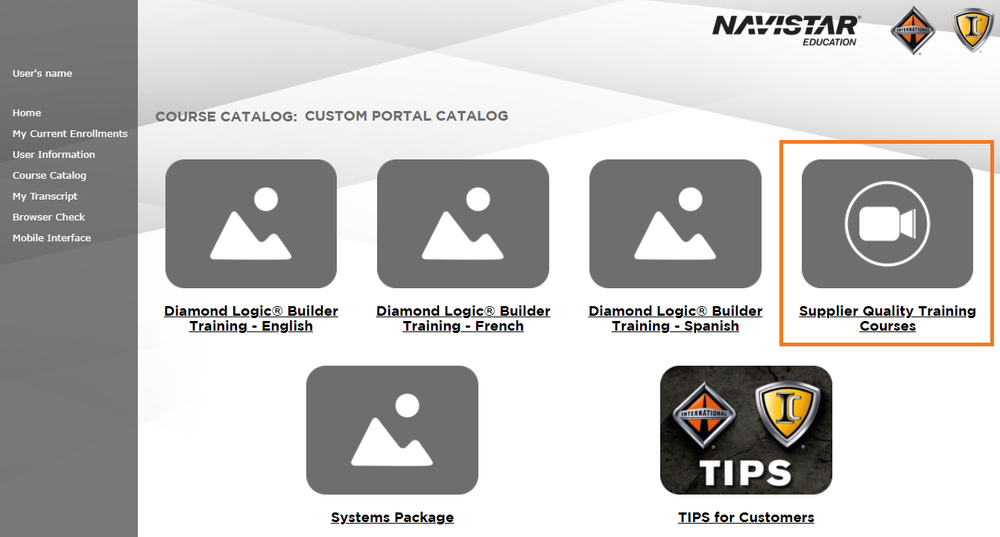 NAVISTAR®
EDUCATION
INTERNATIONAL®
IC®
User's name
Home
My Current Enrollments
User Information
Course Catalog
My Transcript
Browser Check
Mobile Interface
COURSE CATALOG: CUSTOM PORTAL CATALOG
Diamond Logic® Builder
Training - English
Diamond Logic® Builder
Training - French
Diamond Logic® Builder
Training - Spanish
Supplier Quality Training
Courses
Systems Package
INTERNATIONAL®
IC®
TIPS
TIPS for Customers